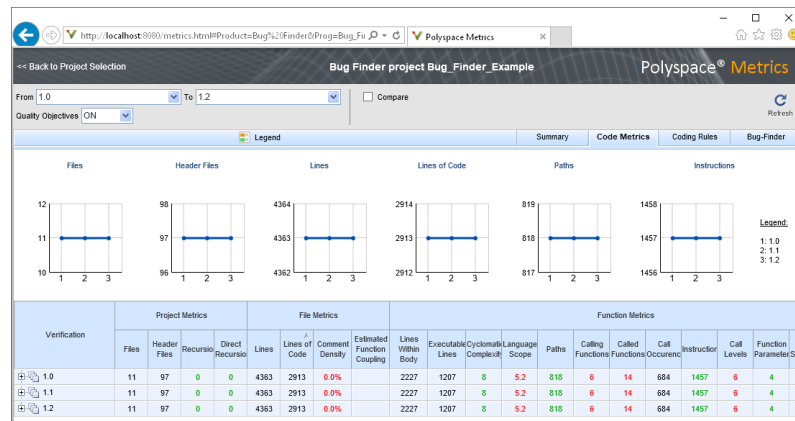 http://localhost:8080/metrics.html#Product=Bug%20Finder&Prog=Bug_Fir
Polyspace Metrics
<< Back to Project Selection
Bug Finder project Bug_Finder_Example
Polyspace® Metrics
From 1.0 To 1.2 Compare
Quality Objectives ON
Refresh
Legend Summary Code Metrics Coding Rules Bug-Finder
Files Header Files Lines Lines of Code Paths Instructions
12 98 4364 2914 819 1458
11 97 4363 2913 818 1457
10 96 4362 2912 817 1456
1 2 3 1 2 3 1 2 3 1 2 3 1 2 3 1 2 3
Legend:
1: 1.0
2: 1.1
3: 1.2
Verification Project Metrics File Metrics Function Metrics
Files Header Files Recursio Direct Recursio Lines Lines of Code Comment Density Estimated Function Coupling Lines Within Body Executable Lines Cyclomati Complexity Language Scope Paths Calling Functions Called Functions Call Occurenc Instruction Call Levels Function Parameter S
1.0 11 97 0 0 4363 2913 0.0% 2227 1207 8 5.2 818 6 14 684 1457 6 4
1.1 11 97 0 0 4363 2913 0.0% 2227 1207 8 5.2 818 6 14 684 1457 6 4
1.2 11 97 0 0 4363 2913 0.0% 2227 1207 8 5.2 818 6 14 684 1457 6 4